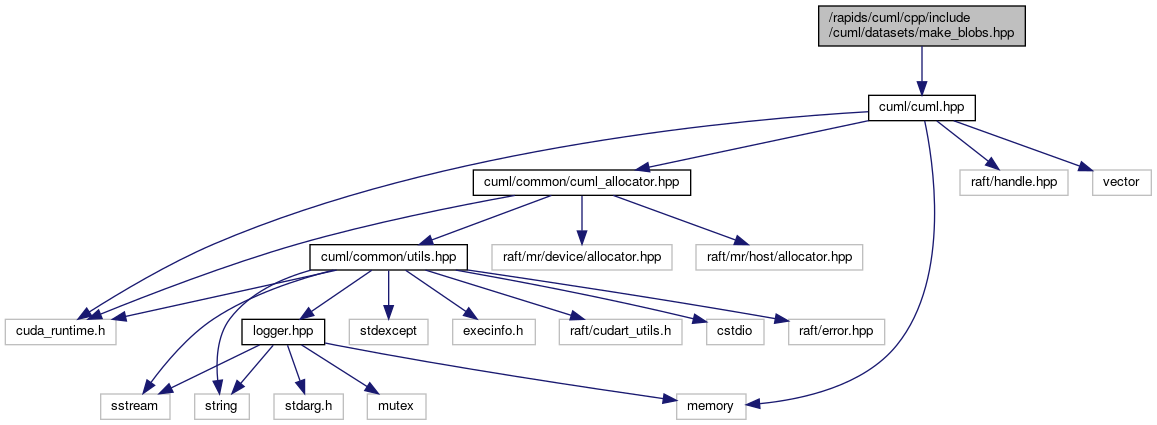 /rapids/cuml/cpp/include
/cuml/datasets/make_blobs.hpp
cuml/cuml.hpp
cuml/common/cuml_allocator.hpp
raft/handle.hpp
vector
cuml/common/utils.hpp
raft/mr/device/allocator.hpp
raft/mr/host/allocator.hpp
cuda_runtime.h
logger.hpp
stdexcept
execinfo.h
raft/cudart_utils.h
cstdio
raft/error.hpp
sstream
string
stdarg.h
mutex
memory